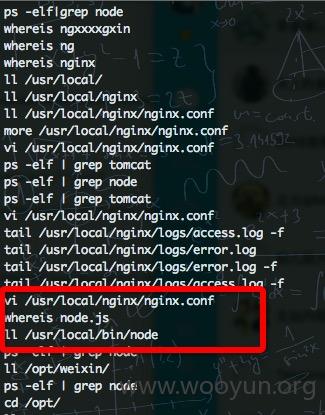 ps -elf|grep node
whereis ngxxxxgxin
whereis ng
whereis nginx
ll /usr/local/
ll /usr/local/nginx
ll /usr/local/nginx/nginx.conf
more /usr/local/nginx/nginx.conf
vi /usr/local/nginx/nginx.conf
ps -elf | grep tomcat
ps -elf | grep node
ps -elf | grep tomcat
vi /usr/local/nginx/nginx.conf
tail /usr/local/nginx/logs/access.log -f
tail /usr/local/nginx/logs/error.log
tail /usr/local/nginx/logs/error.log -f
tail /usr/local/nginx/logs/access.log -f
vi /usr/local/nginx/nginx.conf
whereis node.js
ll /usr/local/bin/node
ps -elf | grep node
ll /opt/weixin/
ps -elf | grep node
cd /opt/
www.wooyun.org